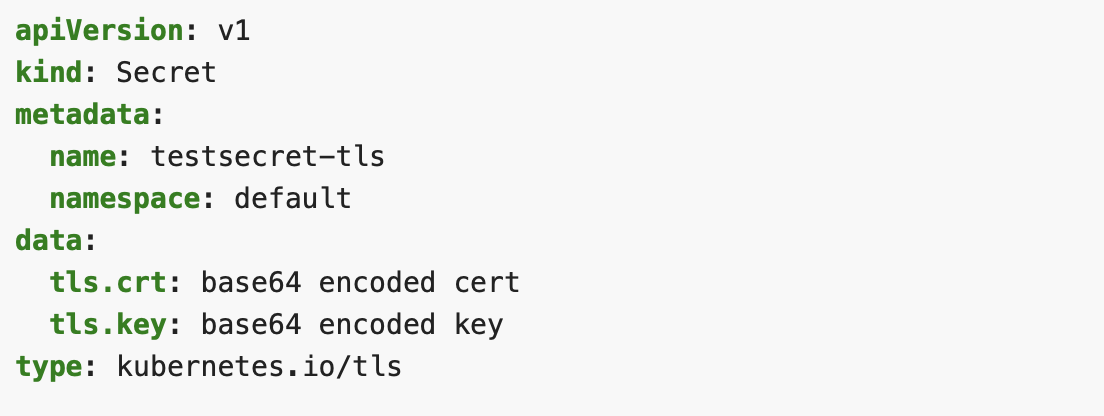 apiVersion: v1
kind: Secret
metadata:
  name: testsecret-tls
  namespace: default
data:
  tls.crt: base64 encoded cert
  tls.key: base64 encoded key
type: kubernetes.io/tls